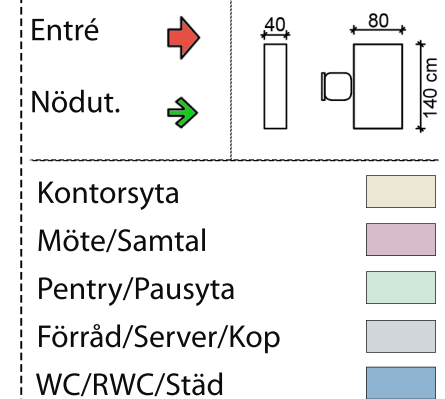 Entré
Nödut.
40
80
140 cm
Kontorsyta
Möte/Samtal
Pentry/Pausyta
Förråd/Server/Kop
WC/RWC/Städ